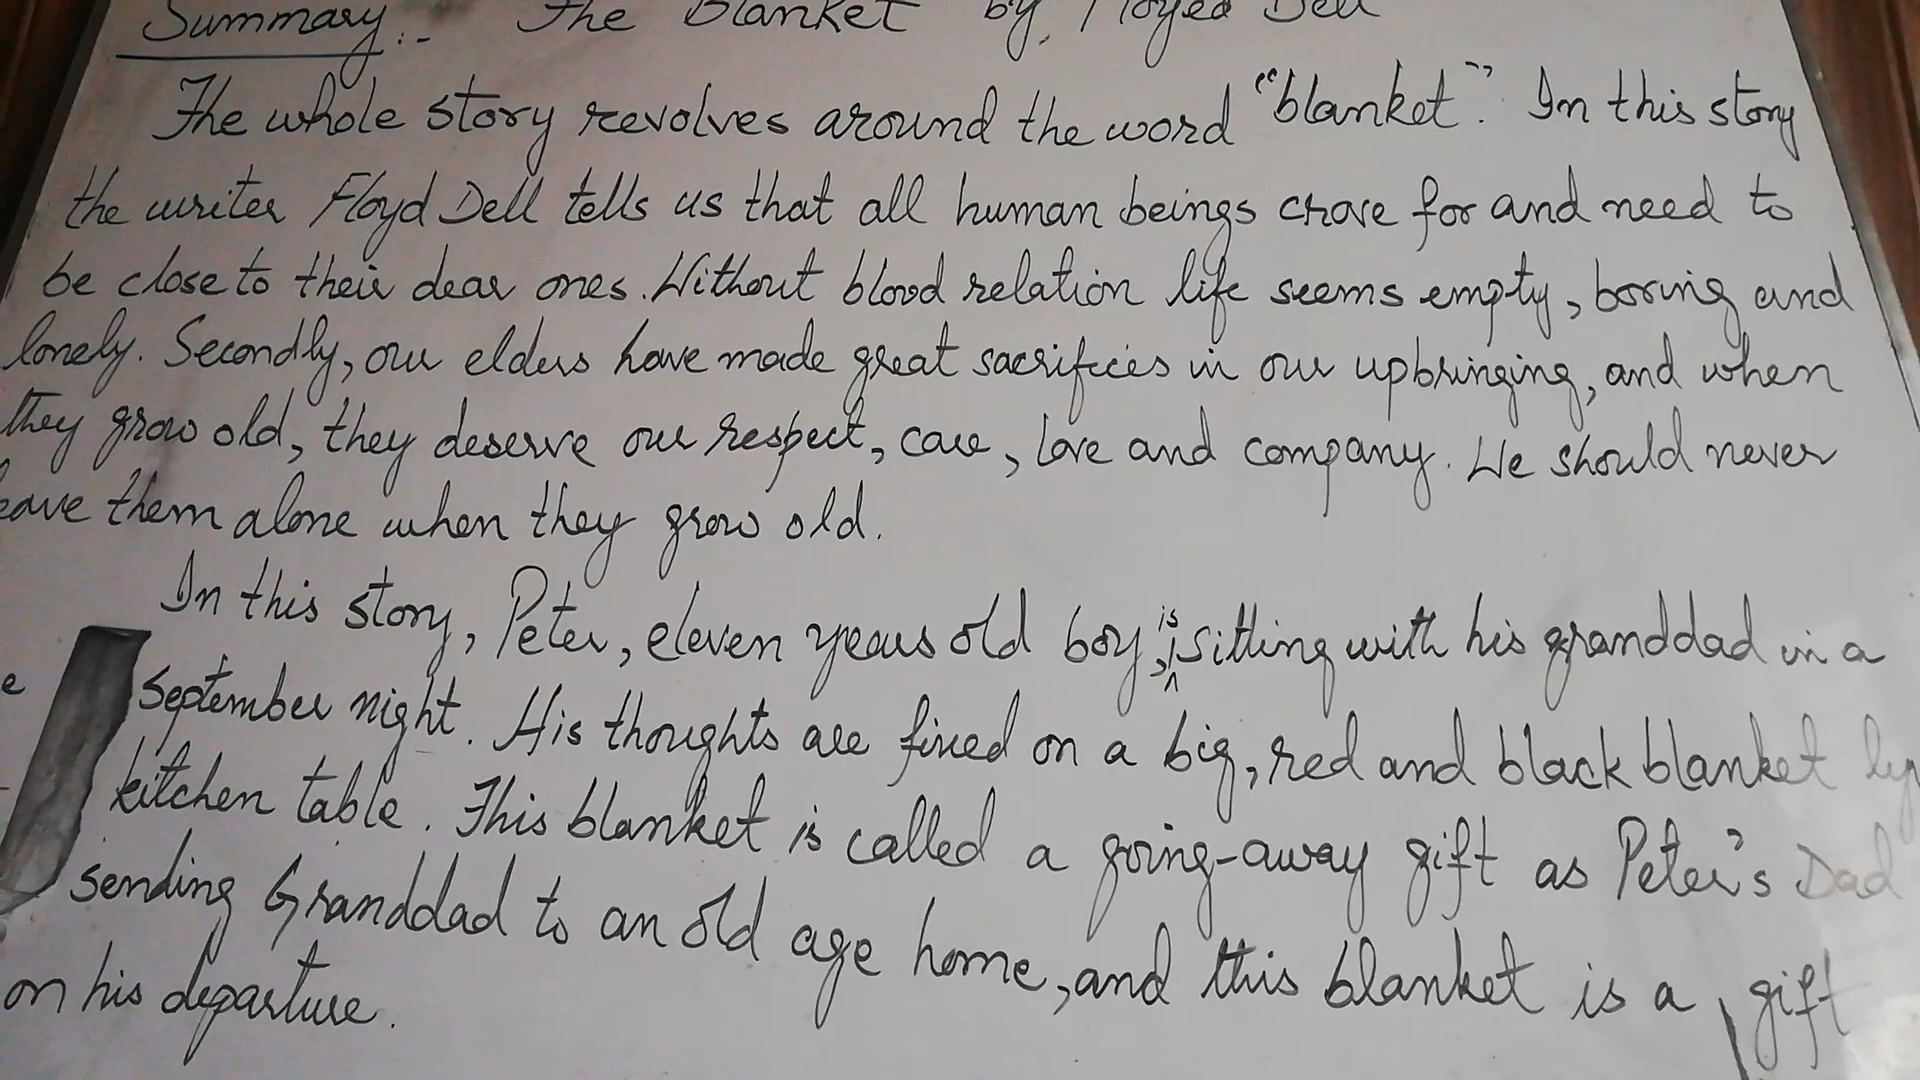 Summary:- The Blanket by Floyed Dell
The whole story revolves around the word "blanket". In this story
the writer Floyd Dell tells us that all human beings crave for and need to
be close to their dear ones. Without blood relation life seems empty, boring and
lonely. Secondly, our elders have made great sacrifices in our upbringing, and when
they grow old, they deserve our respect, care, love and company. We should never
eave them alone when they grow old.
In this story, Peter, eleven years old boy, is sitting with his granddad in a
September night. His thoughts are fixed on a big, red and black blanket
kitchen table. This blanket is called a going-away gift as Peter's Dad
sending Granddad to an old age home, and this blanket is a gift
on his departure.